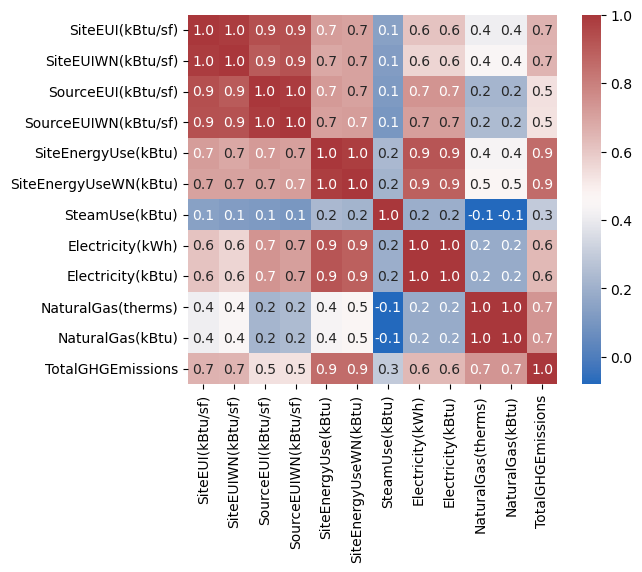 SiteEUI(kBtu/sf) 1.0 1.0 0.9 0.9 0.7 0.7 0.1 0.6 0.6 0.4 0.4 0.7
SiteEUIWN(kBtu/sf) 1.0 1.0 0.9 0.9 0.7 0.7 0.1 0.6 0.6 0.4 0.4 0.7
SourceEUI(kBtu/sf) 0.9 0.9 1.0 1.0 0.7 0.7 0.1 0.7 0.7 0.2 0.2 0.5
SourceEUIWN(kBtu/sf) 0.9 0.9 1.0 1.0 0.7 0.7 0.1 0.7 0.7 0.2 0.2 0.5
SiteEnergyUse(kBtu) 0.7 0.7 0.7 0.7 1.0 1.0 0.2 0.9 0.9 0.4 0.4 0.9
SiteEnergyUseWN(kBtu) 0.7 0.7 0.7 0.7 1.0 1.0 0.2 0.9 0.9 0.5 0.5 0.9
SteamUse(kBtu) 0.1 0.1 0.1 0.1 0.2 0.2 1.0 0.2 0.2 -0.1 -0.1 0.3
Electricity(kWh) 0.6 0.6 0.7 0.7 0.9 0.9 0.2 1.0 1.0 0.2 0.2 0.6
Electricity(kBtu) 0.6 0.6 0.7 0.7 0.9 0.9 0.2 1.0 1.0 0.2 0.2 0.6
NaturalGas(therms) 0.4 0.4 0.2 0.2 0.4 0.5 -0.1 0.2 0.2 1.0 1.0 0.7
NaturalGas(kBtu) 0.4 0.4 0.2 0.2 0.4 0.5 -0.1 0.2 0.2 1.0 1.0 0.7
TotalGHGEmissions 0.7 0.7 0.5 0.5 0.9 0.9 0.3 0.6 0.6 0.7 0.7 1.0
SiteEUI(kBtu/sf)
SiteEUIWN(kBtu/sf)
SourceEUI(kBtu/sf)
SourceEUIWN(kBtu/sf)
SiteEnergyUse(kBtu)
SiteEnergyUseWN(kBtu)
SteamUse(kBtu)
Electricity(kWh)
Electricity(kBtu)
NaturalGas(therms)
NaturalGas(kBtu)
TotalGHGEmissions
1.0
0.8
0.6
0.4
0.2
0.0